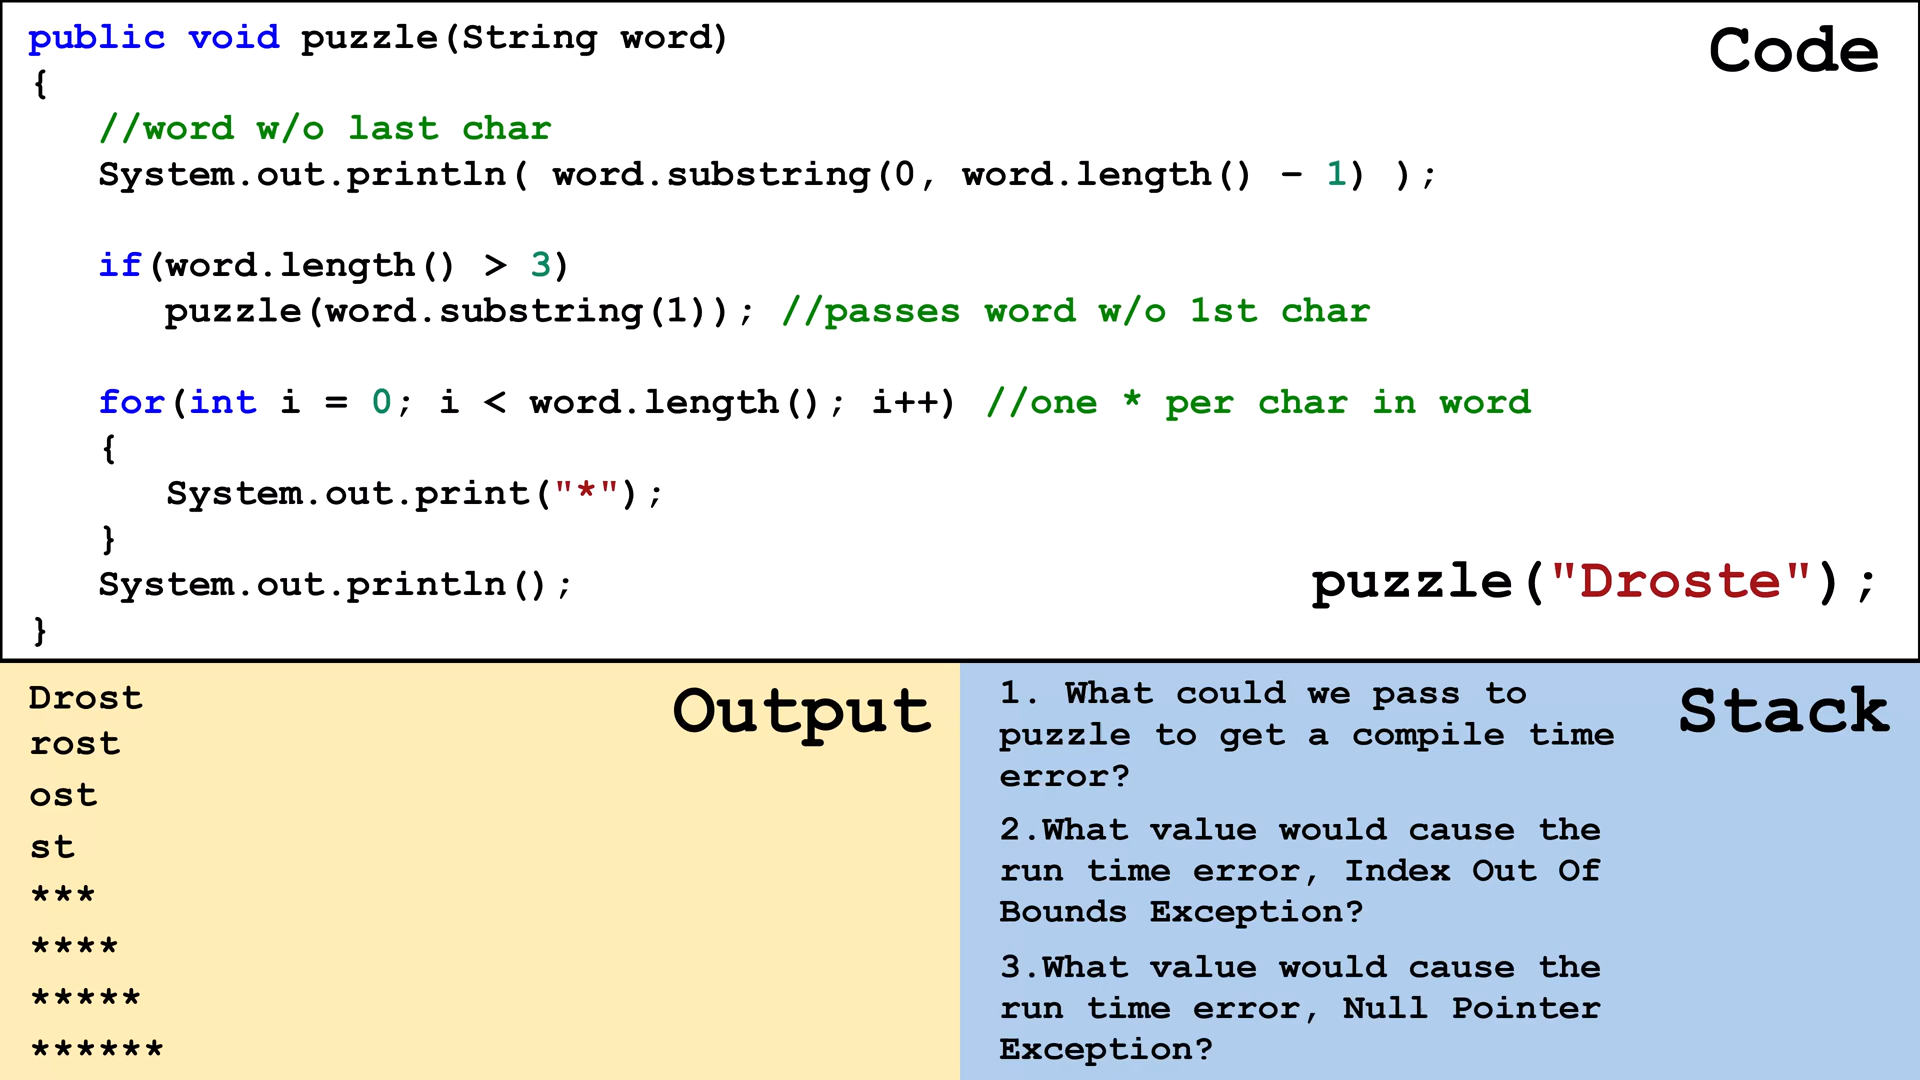 public void puzzle(String word)
Code
{
//word w/o last char
System.out.println( word.substring(0, word.length() - 1) );
if(word.length() > 3)
puzzle(word.substring(1)); //passes word w/o 1st char
for(int i = 0; i < word.length(); i++) //one * per char in word
{
System.out.print("*");
}
System.out.println();
}
puzzle("Droste");
Output
Drost
rost
ost
st
***
****
*****
******
Stack
1. What could we pass to
puzzle to get a compile time
error?
2.What value would cause the
run time error, Index Out Of
Bounds Exception?
3.What value would cause the
run time error, Null Pointer
Exception?